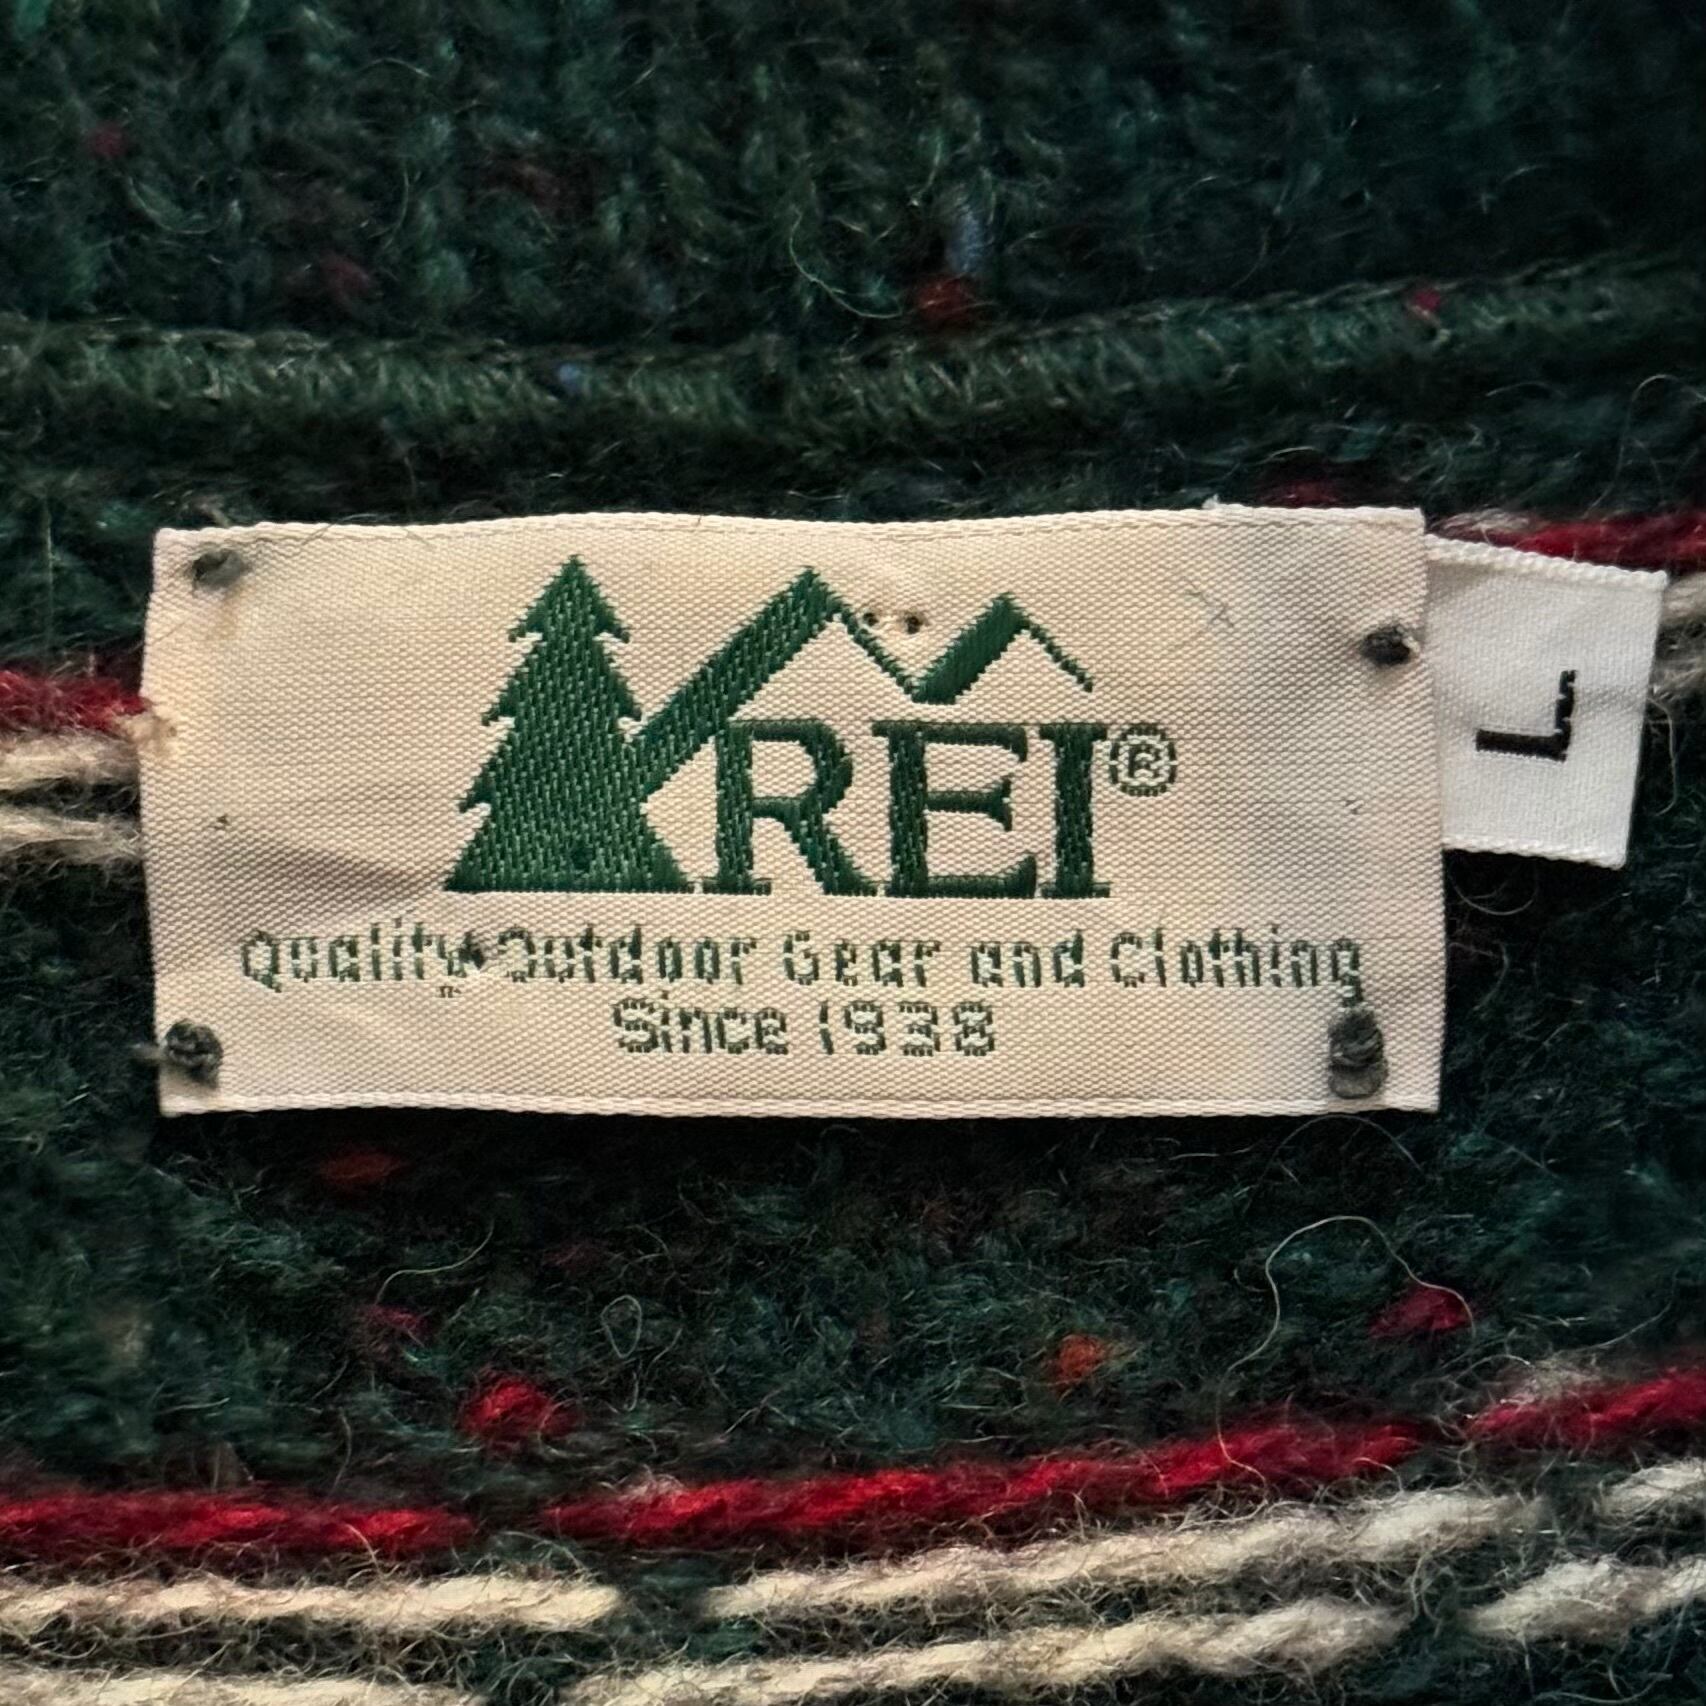 REI®
Quality Outdoor Gear and Clothing
Since 1938
L